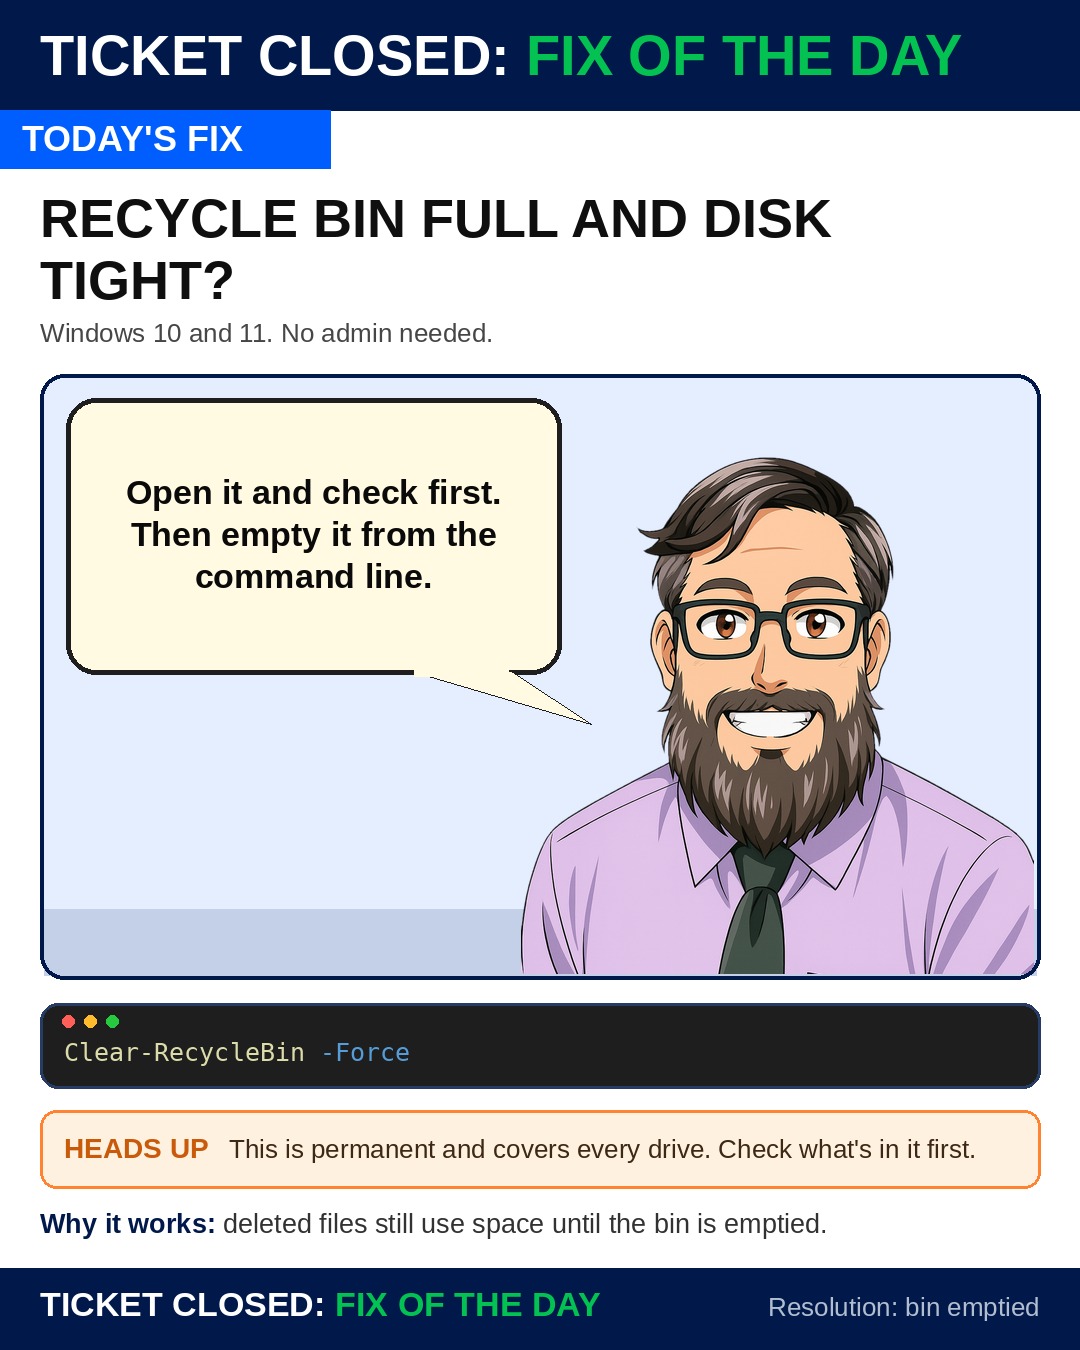 TICKET CLOSED: FIX OF THE DAY
TODAY'S FIX
RECYCLE BIN FULL AND DISK
TIGHT?
Windows 10 and 11. No admin needed.
Open it and check first.
Then empty it from the
command line.
Clear-RecycleBin -Force
HEADS UP This is permanent and covers every drive. Check what's in it first.
Why it works: deleted files still use space until the bin is emptied.
TICKET CLOSED: FIX OF THE DAY
Resolution: bin emptied